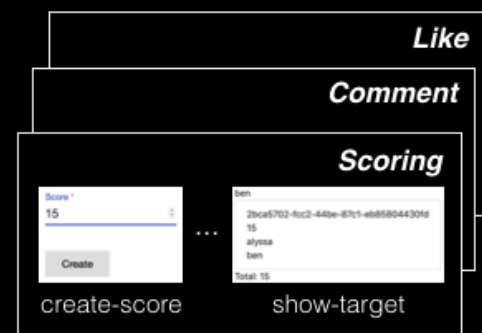 Like
Comment
Scoring
Score *
15
Create
...
ben
2bca5702-fcc2-44be-87c1-eb85804430fd
15
alyssa
ben
Total: 15
create-score
show-target